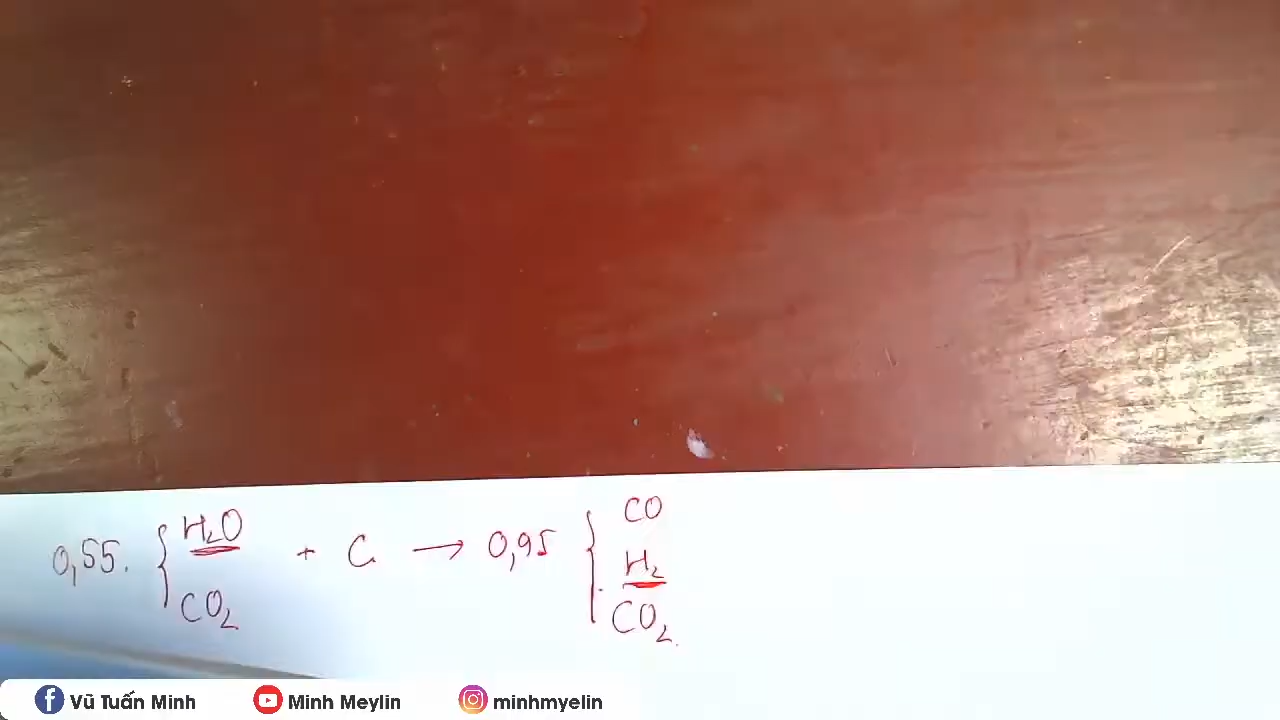 0,55. { H₂O CO₂ + C → 0,95 { CO H₂ CO₂
Vũ Tuấn Minh Minh Meylin minhmyelin